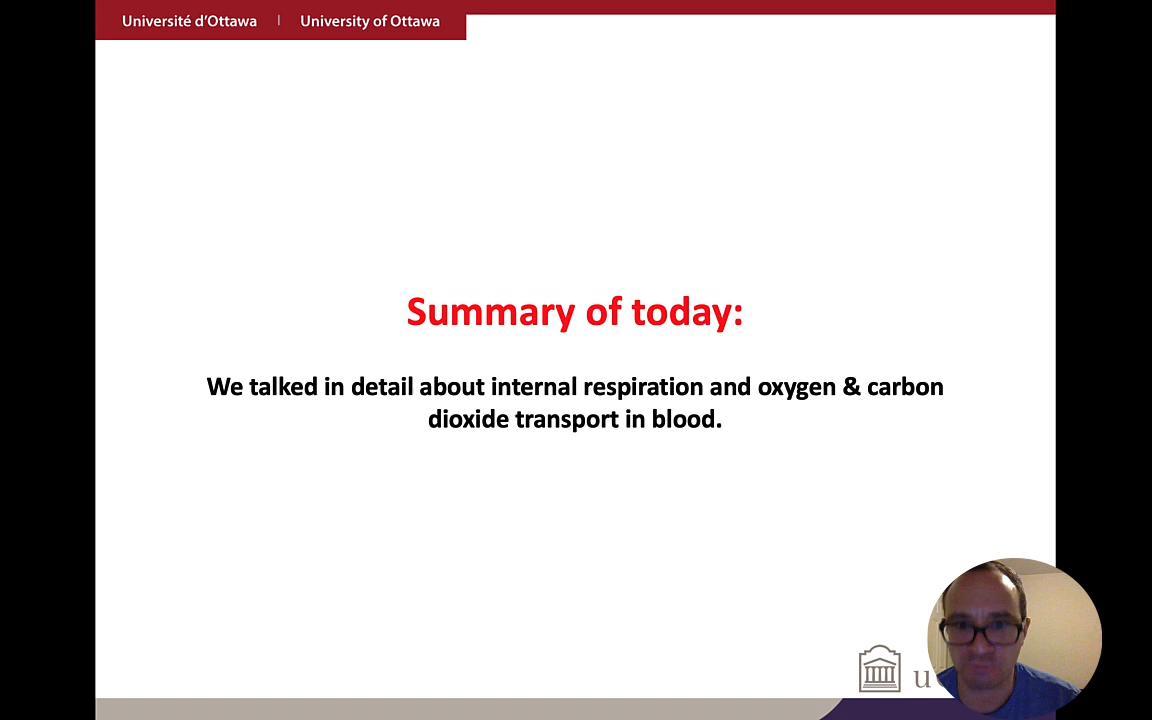 Université d'Ottawa | University of Ottawa
Summary of today:
We talked in detail about internal respiration and oxygen & carbon
dioxide transport in blood.